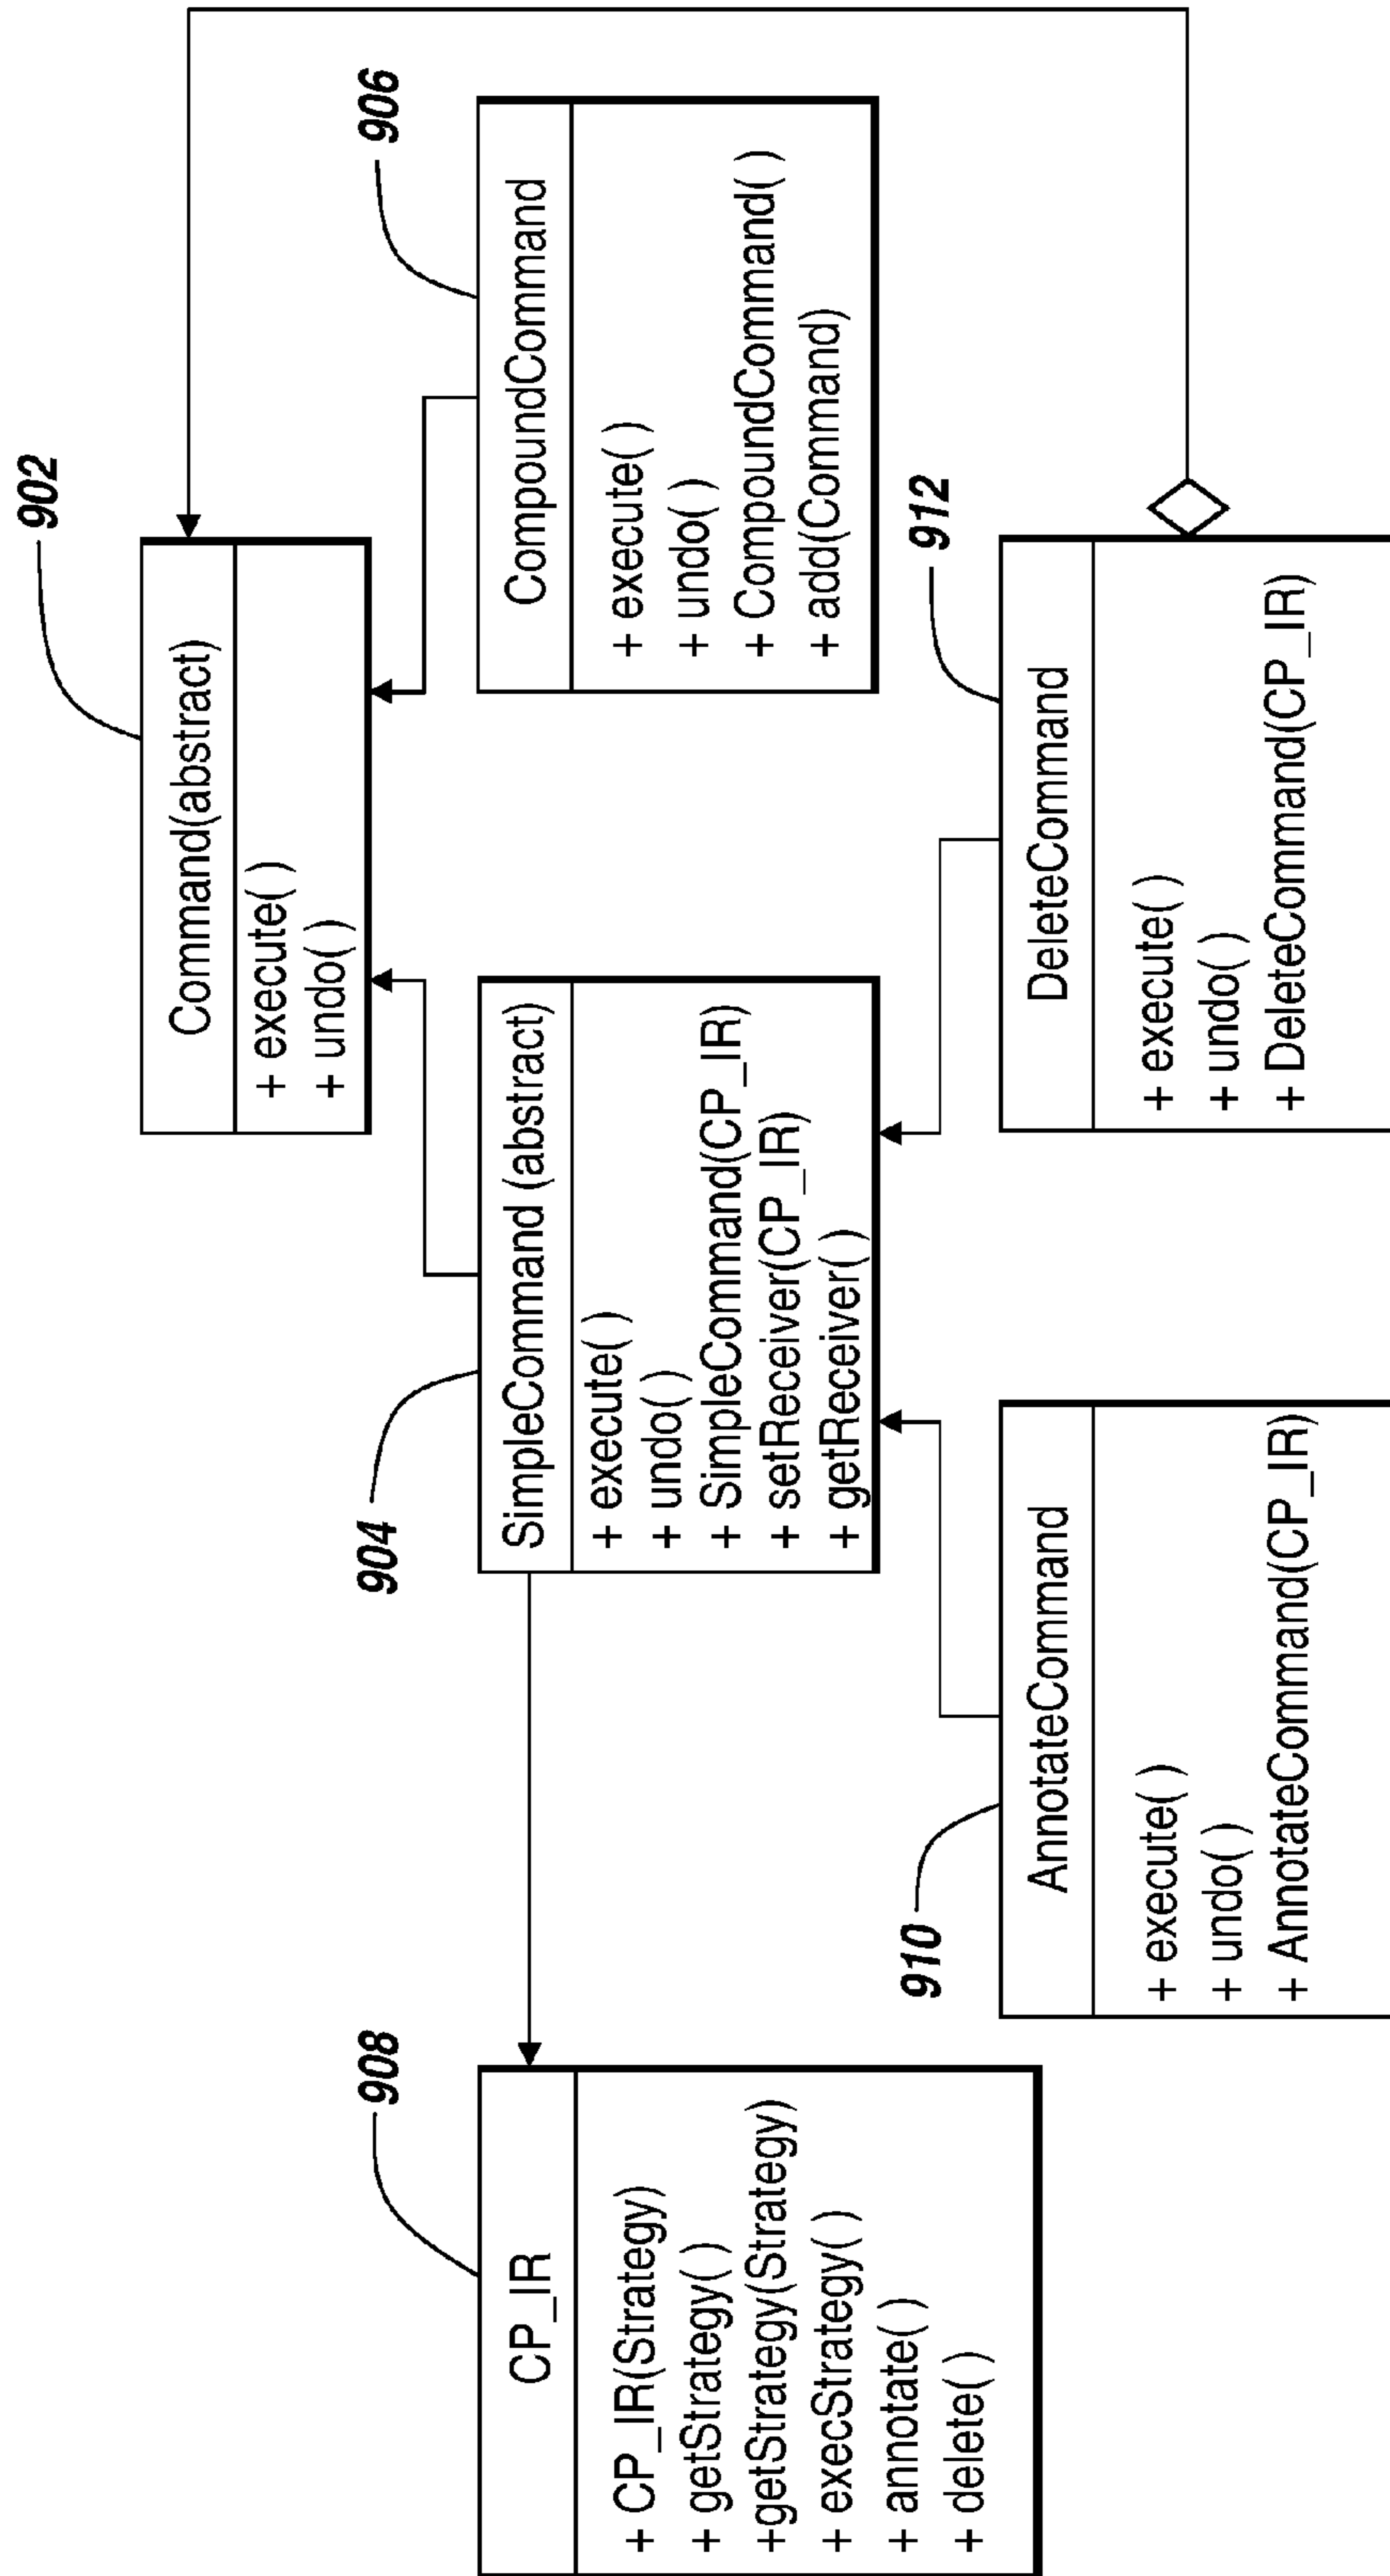 902
Command(abstract)
+ execute( )
+ undo( )
904
SimpleCommand (abstract)
+ execute( )
+ undo( )
+ SimpleCommand(CP_IR)
+ setReceiver(CP_IR)
+ getReceiver( )
906
CompoundCommand
+ execute( )
+ undo( )
+ CompoundCommand( )
+ add(Command)
908
CP_IR
+ CP_IR(Strategy)
+ getStrategy( )
+getStrategy(Strategy)
+ execStrategy( )
+ annotate( )
+ delete( )
910
AnnotateCommand
+ execute( )
+ undo( )
+ AnnotateCommand(CP_IR)
912
DeleteCommand
+ execute( )
+ undo( )
+ DeleteCommand(CP_IR)